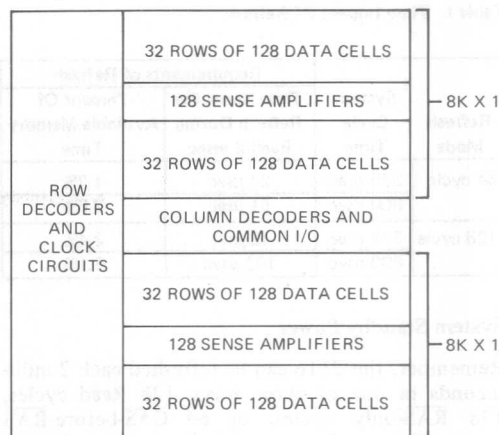 32 ROWS OF 128 DATA CELLS
128 SENSE AMPLIFIERS
8K X 1
32 ROWS OF 128 DATA CELLS
ROW
DECODERS
AND
CLOCK
CIRCUITS
COLUMN DECODERS AND
COMMON I/O
32 ROWS OF 128 DATA CELLS
128 SENSE AMPLIFIERS
8K X 1
32 ROWS OF 128 DATA CELLS